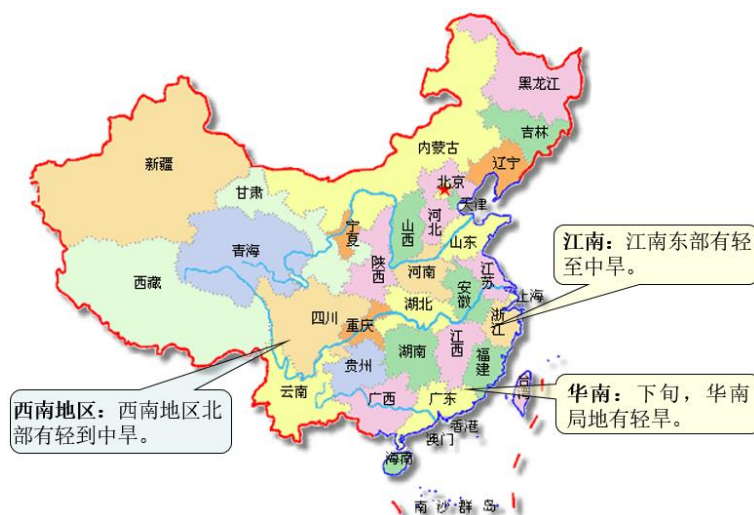 黑龙江
吉林
辽宁
内蒙古
新疆
甘肃
北京
天津
河北
山西
宁夏
青海
山东
陕西
西藏
河南
江苏
安徽
上海
四川
重庆
湖北
浙江
江西
湖南
贵州
福建
云南
广西
广东
台湾
香港
澳门
海南
南沙群岛
江南：江南东部有轻
至中旱。
西南地区：西南地区北
部有轻到中旱。
华南：下旬，华南
局地有轻旱。